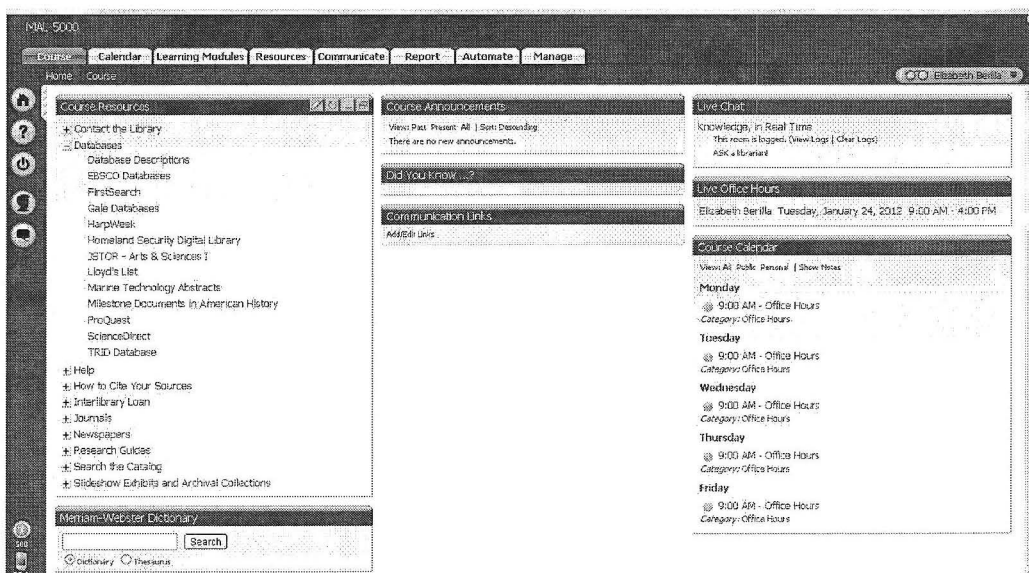 MAL-5000
Course Calendar Learning Modules Resources Communicate Report Automate Manage
Home Course
Elizabeth Berilla
Course Resources
Contact the Library
Databases
Database Descriptions
EBSCO Databases
FirstSearch
Gale Databases
HarpWeek
Homeland Security Digital Library
JSTOR - Arts & Sciences I
Lloyd's List
Marine Technology Abstracts
Milestone Documents in American History
ProQuest
ScienceDirect
TRID Database
Help
How to Cite Your Sources
Interlibrary Loan
Journals
Newspapers
Research Guides
Search the Catalog
Slideshow Exhibits and Archival Collections
Merriam-Webster Dictionary
Search
Dictionary Thesaurus
Course Announcements
View: Past Present All | Sort: Descending
There are no new announcements.
Did You Know ...?
Communication Links
Add/Edit Links
Live Chat
Knowledge, in Real Time
This room is logged. (View Logs | Clear Logs)
ASK a librarian!
Live Office Hours
Elizabeth Berilla Tuesday, January 24, 2012 9:00 AM - 4:00 PM
Course Calendar
View: All Public Personal | Show Notes
Monday
9:00 AM - Office Hours
Category: Office Hours
Tuesday
9:00 AM - Office Hours
Category: Office Hours
Wednesday
9:00 AM - Office Hours
Category: Office Hours
Thursday
9:00 AM - Office Hours
Category: Office Hours
Friday
9:00 AM - Office Hours
Category: Office Hours